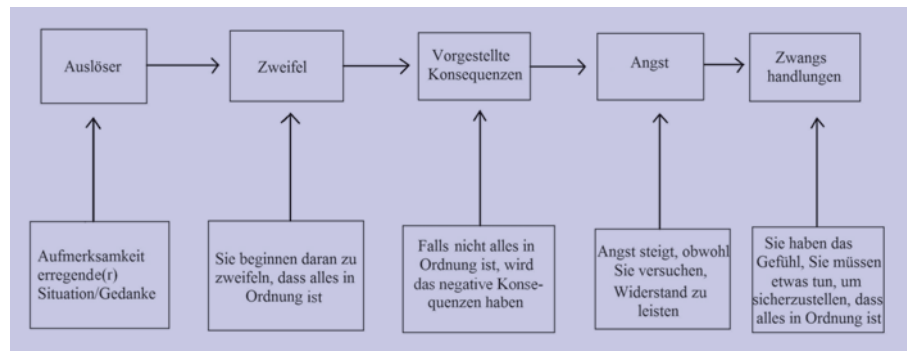 Auslöser
Zweifel
Vorgestellte
Konsequenzen
Angst
Zwangs
handlungen
Aufmerksamkeit
erregende(r)
Situation/Gedanke
Sie beginnen daran zu
zweifeln, dass alles in
Ordnung ist
Falls nicht alles in
Ordnung ist, wird
das negative Konse-
quenzen haben
Angst steigt, obwohl
Sie versuchen,
Widerstand zu
leisten
Sie haben das
Gefühl, Sie müssen
etwas tun, um
sicherzustellen, dass
alles in Ordnung ist